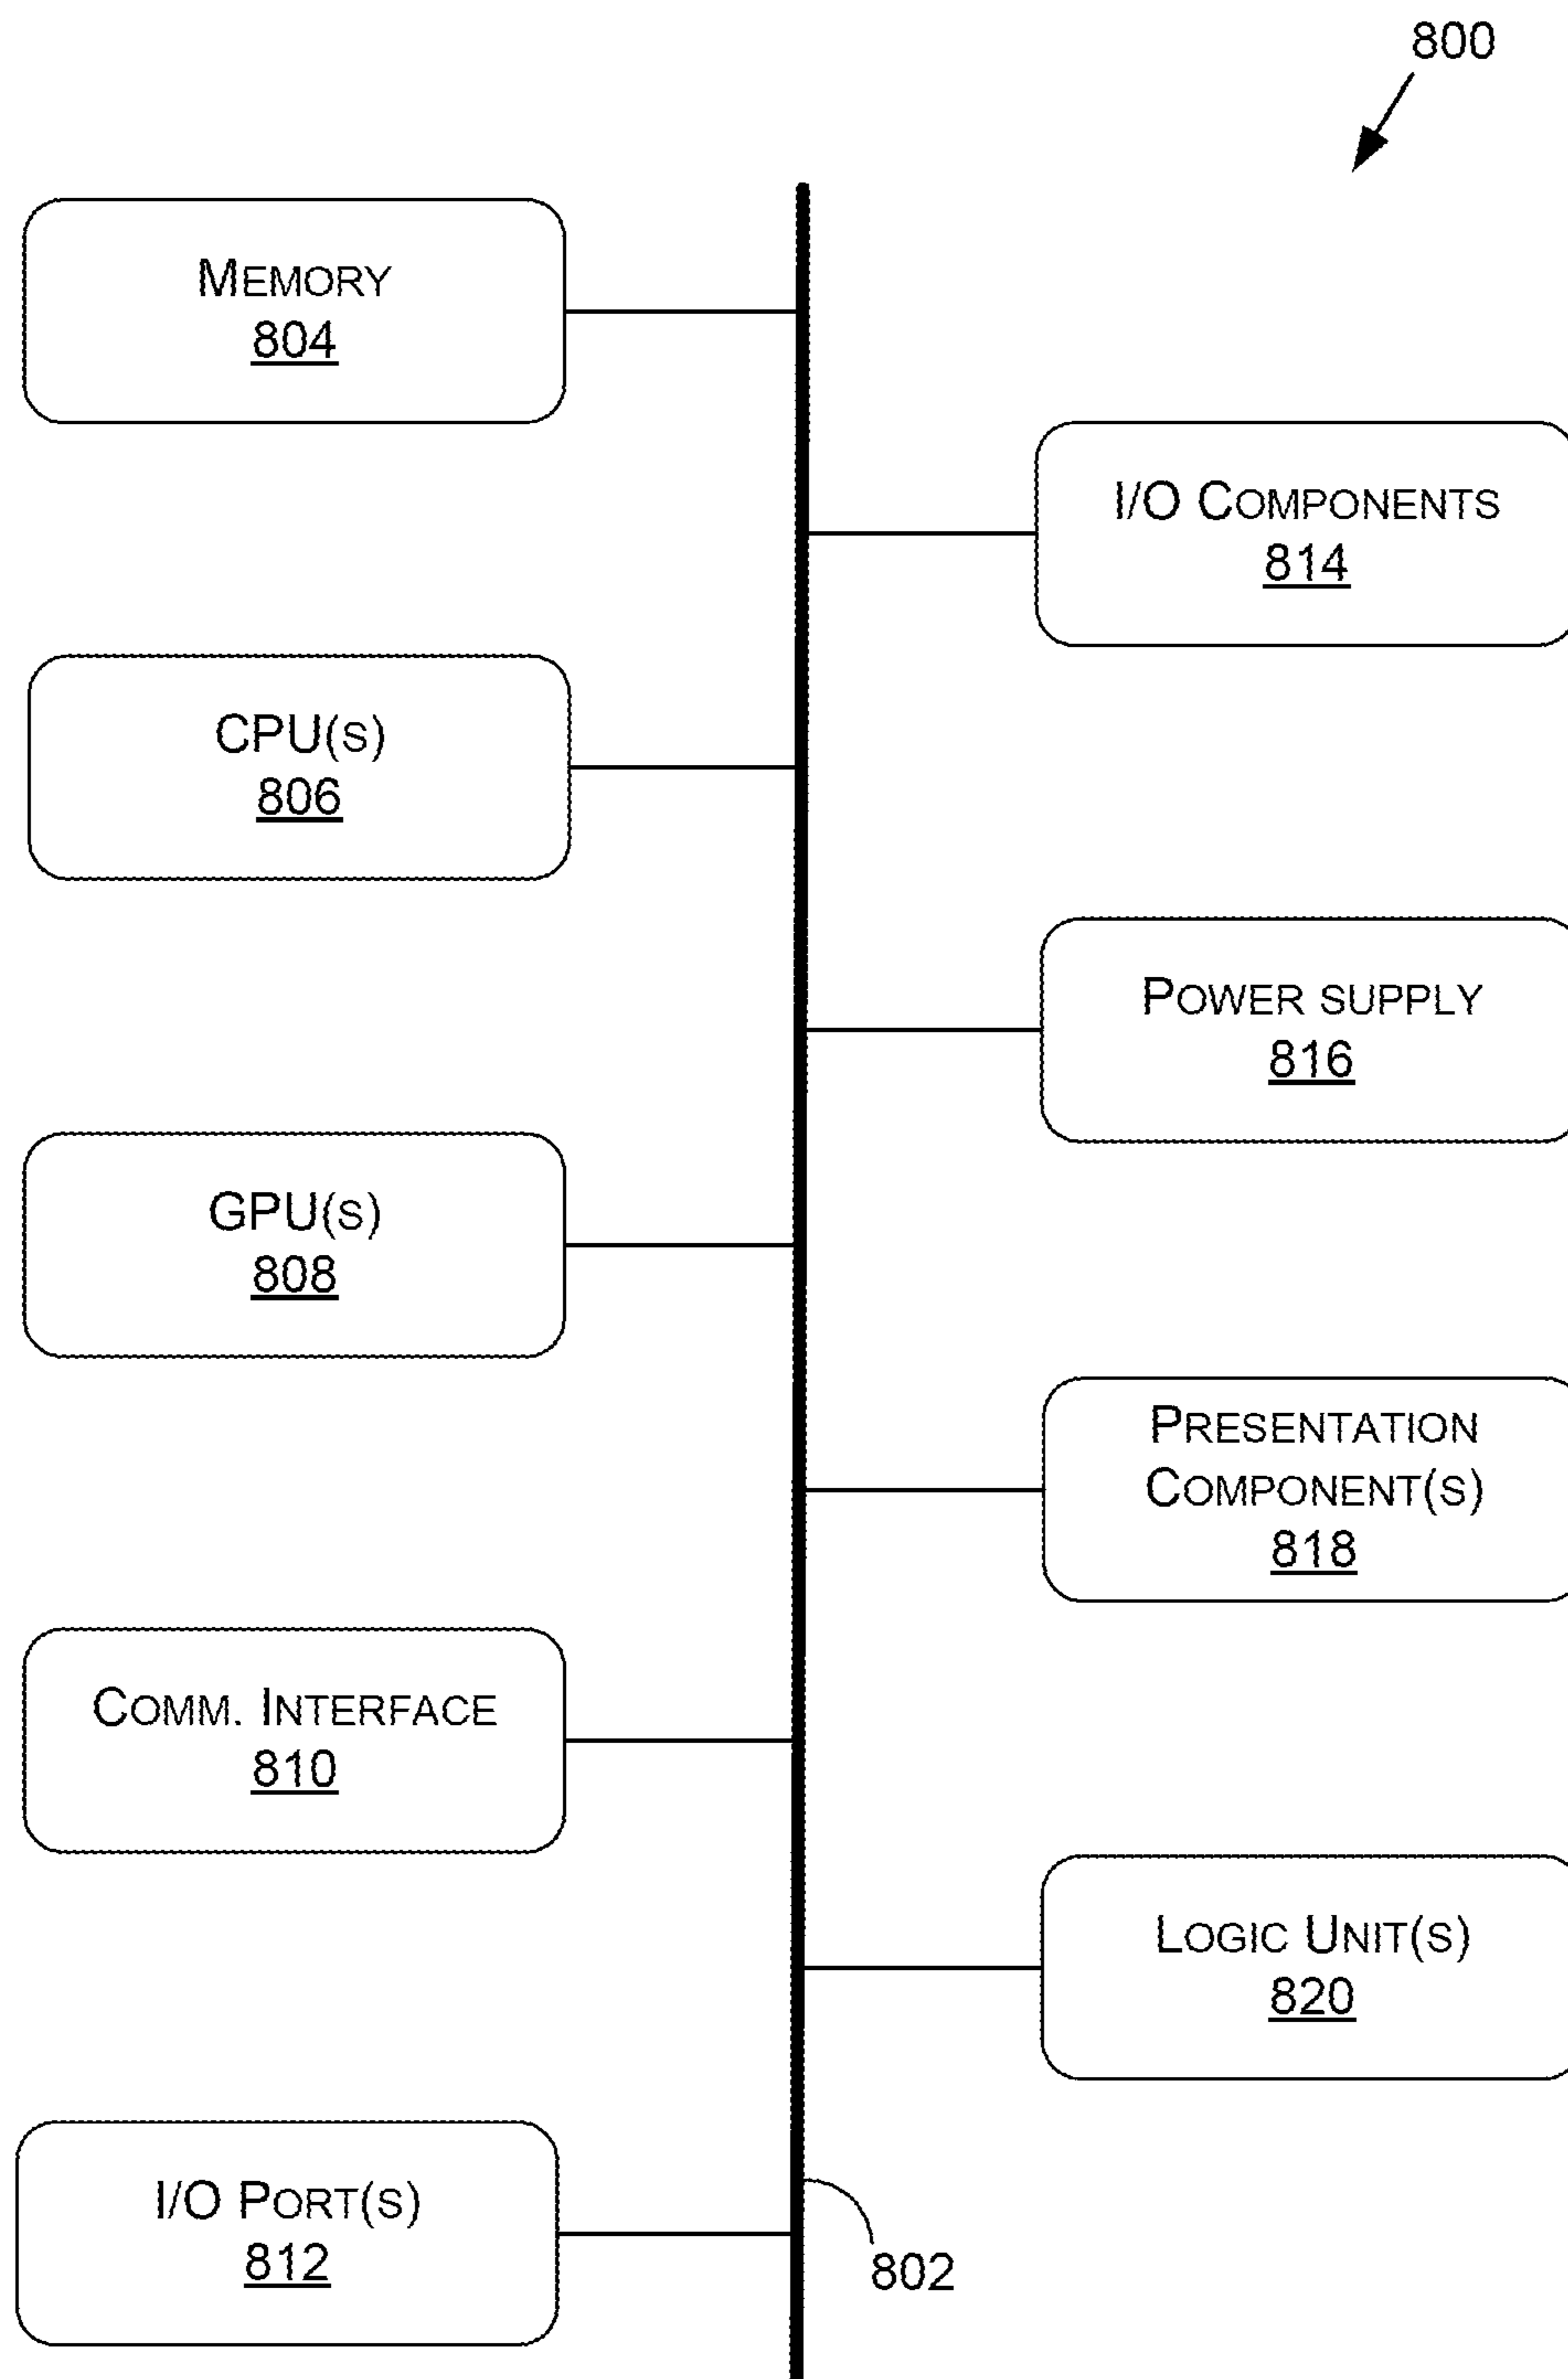 800
MEMORY
804
I/O COMPONENTS
814
CPU(S)
806
POWER SUPPLY
816
GPU(S)
808
PRESENTATION
COMPONENT(S)
818
COMM. INTERFACE
810
LOGIC UNIT(S)
820
I/O PORT(S)
812
802